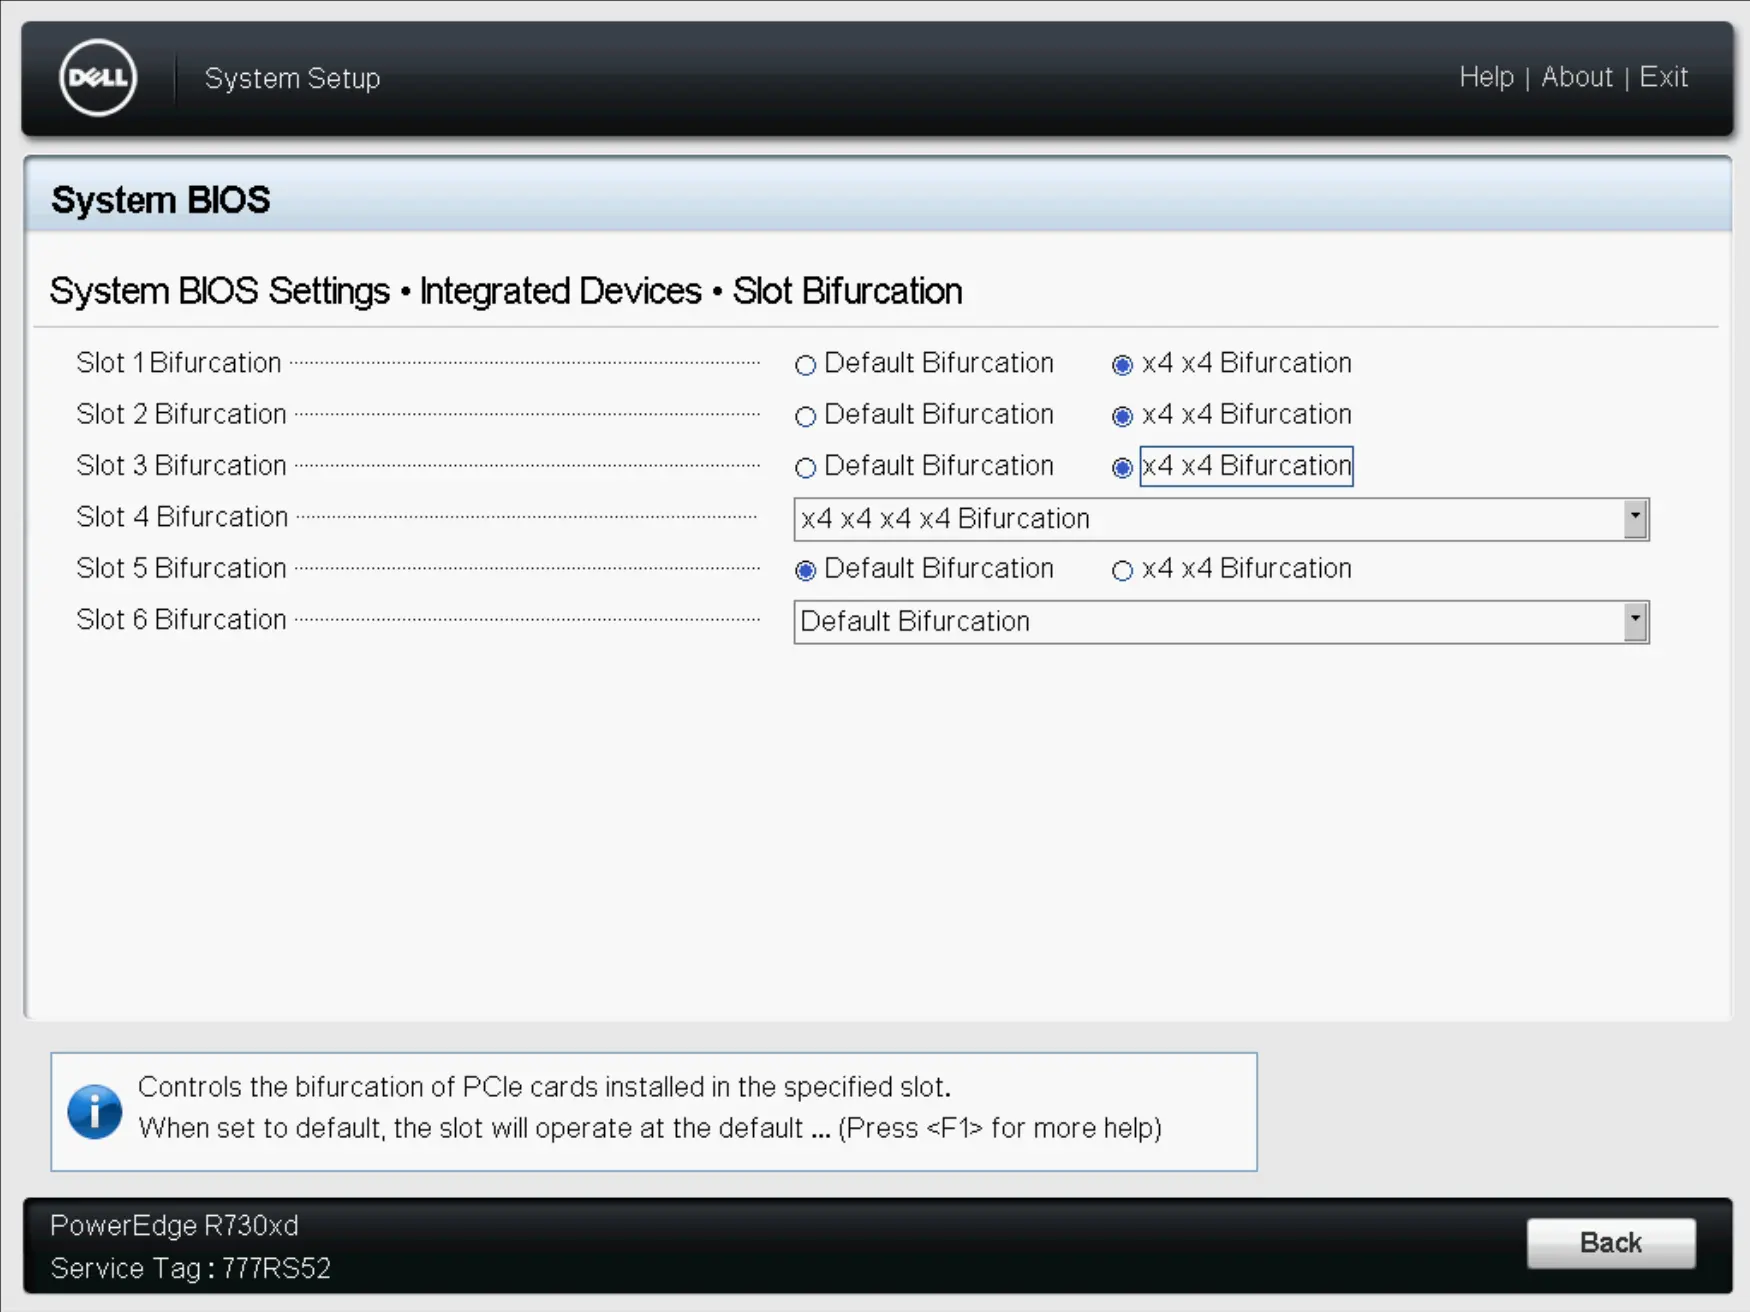 DELL
System Setup
Help | About | Exit
System BIOS
System BIOS Settings • Integrated Devices • Slot Bifurcation
Slot 1 Bifurcation Default Bifurcation x4 x4 Bifurcation
Slot 2 Bifurcation Default Bifurcation x4 x4 Bifurcation
Slot 3 Bifurcation Default Bifurcation x4 x4 Bifurcation
Slot 4 Bifurcation x4 x4 x4 x4 Bifurcation
Slot 5 Bifurcation Default Bifurcation x4 x4 Bifurcation
Slot 6 Bifurcation Default Bifurcation
Controls the bifurcation of PCIe cards installed in the specified slot.
When set to default, the slot will operate at the default ... (Press <F1> for more help)
PowerEdge R730xd
Service Tag : 777RS52
Back